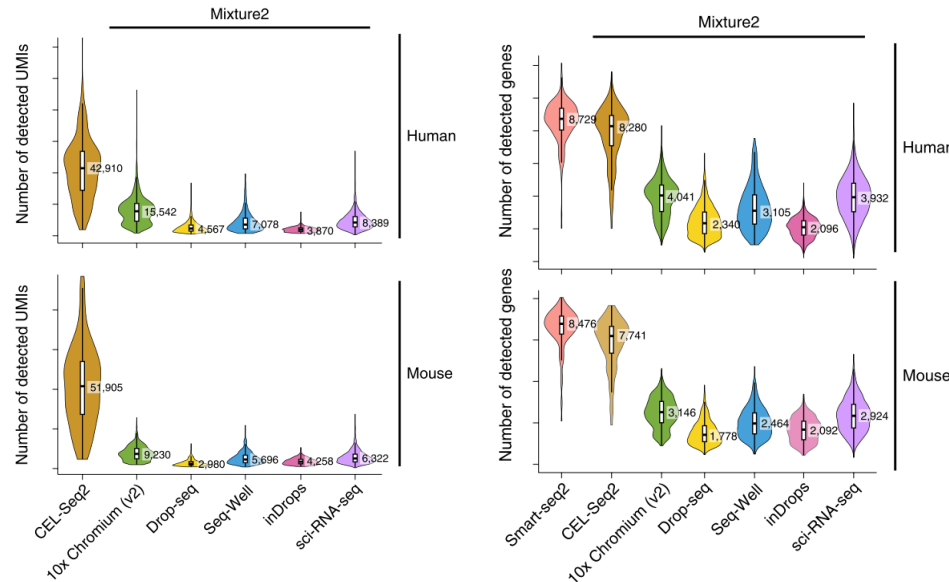 Mixture2
Number of detected UMIs
42,910
15,542
4,567
7,078
3,870
8,389
Human
Number of detected UMIs
51,905
9,230
2,980
5,696
4,258
6,322
Mouse
CEL-Seq2
10x Chromium (v2)
Drop-seq
Seq-Well
inDrops
sci-RNA-seq
Mixture2
Number of detected genes
8,729
8,280
4,041
2,340
3,105
2,096
3,932
Human
Number of detected genes
8,476
7,741
3,146
1,778
2,464
2,092
2,924
Mouse
Smart-seq2
CEL-Seq2
10x Chromium (v2)
Drop-seq
Seq-Well
inDrops
sci-RNA-seq